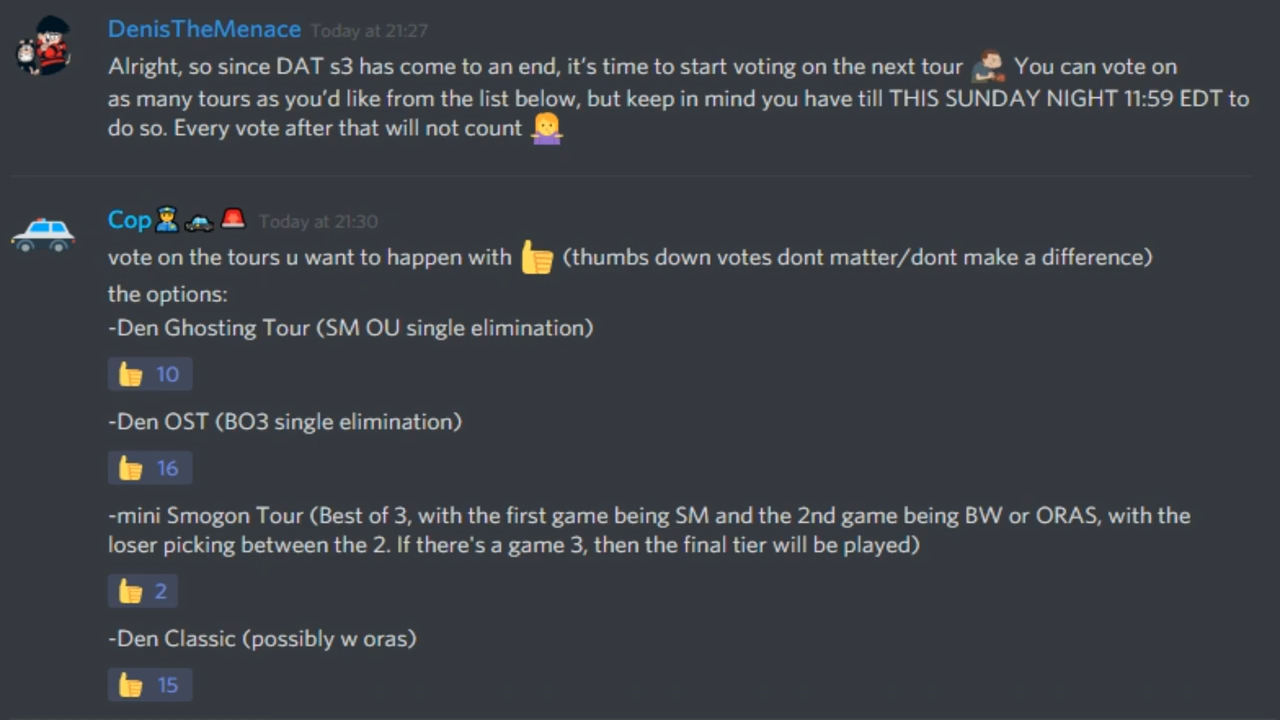 DenisTheMenace Today at 21:27
Alright, so since DAT s3 has come to an end, it's time to start voting on the next tour You can vote on
as many tours as you'd like from the list below, but keep in mind you have till THIS SUNDAY NIGHT 11:59 EDT to
do so. Every vote after that will not count
Cop Today at 21:30
vote on the tours u want to happen with 👍 (thumbs down votes dont matter/dont make a difference)
the options:
-Den Ghosting Tour (SM OU single elimination)
👍 10
-Den OST (BO3 single elimination)
👍 16
-mini Smogon Tour (Best of 3, with the first game being SM and the 2nd game being BW or ORAS, with the
loser picking between the 2. If there's a game 3, then the final tier will be played)
👍 2
-Den Classic (possibly w oras)
👍 15